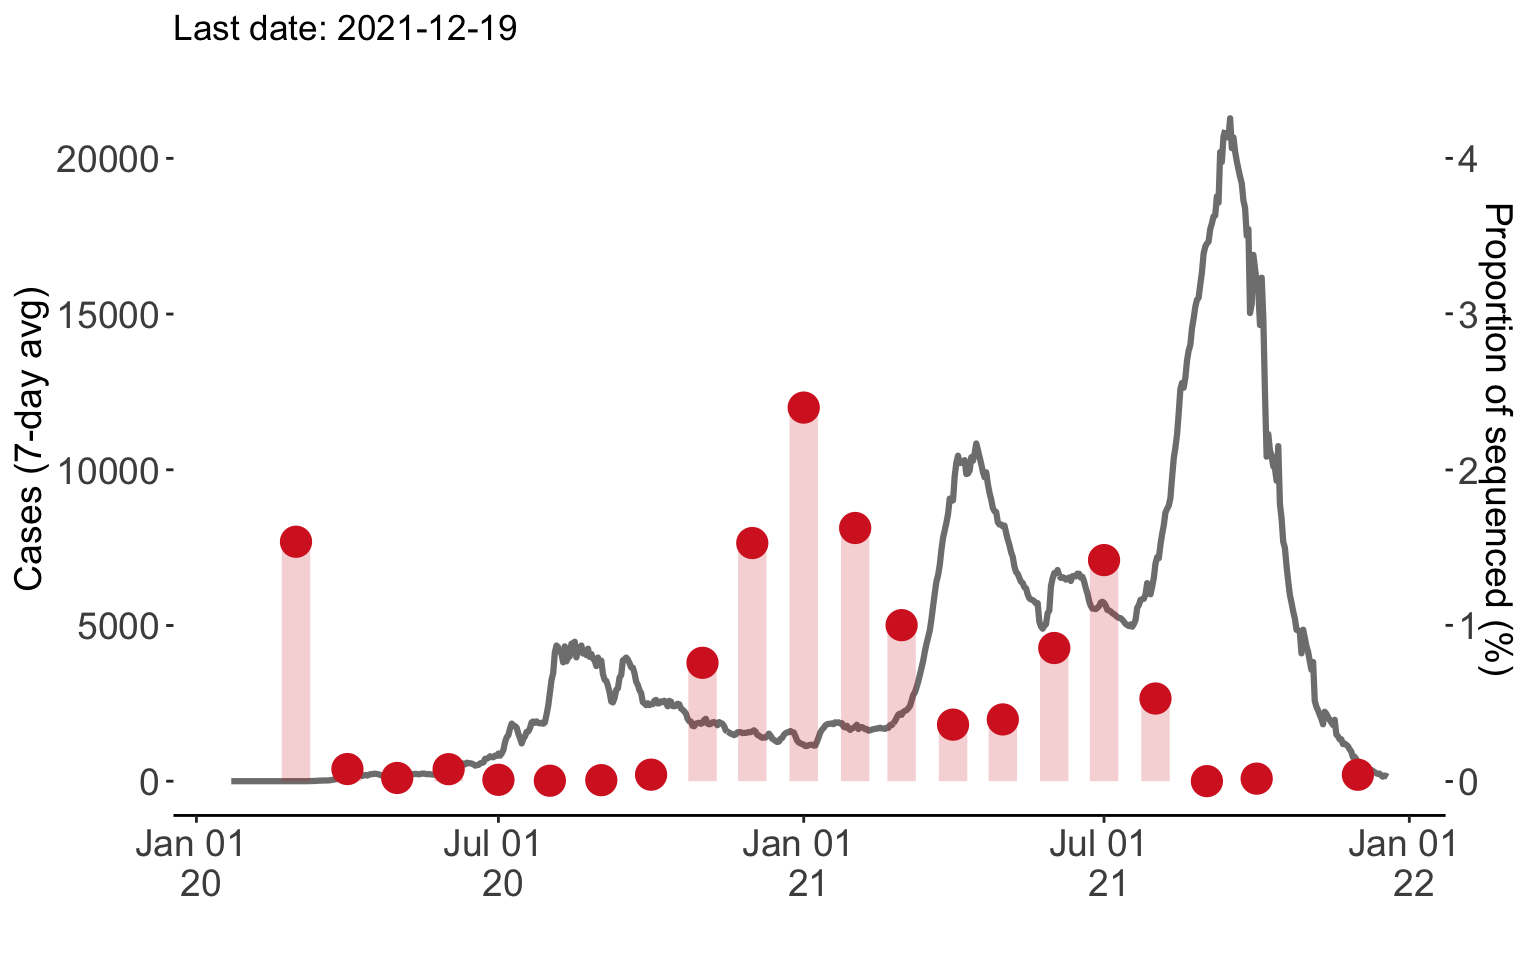 Last date: 2021-12-19
Cases (7-day avg)
20000
15000
10000
5000
0
4
3
2
1
0
Proportion of sequenced (%)
Jan 01
20
Jul 01
20
Jan 01
21
Jul 01
21
Jan 01
22